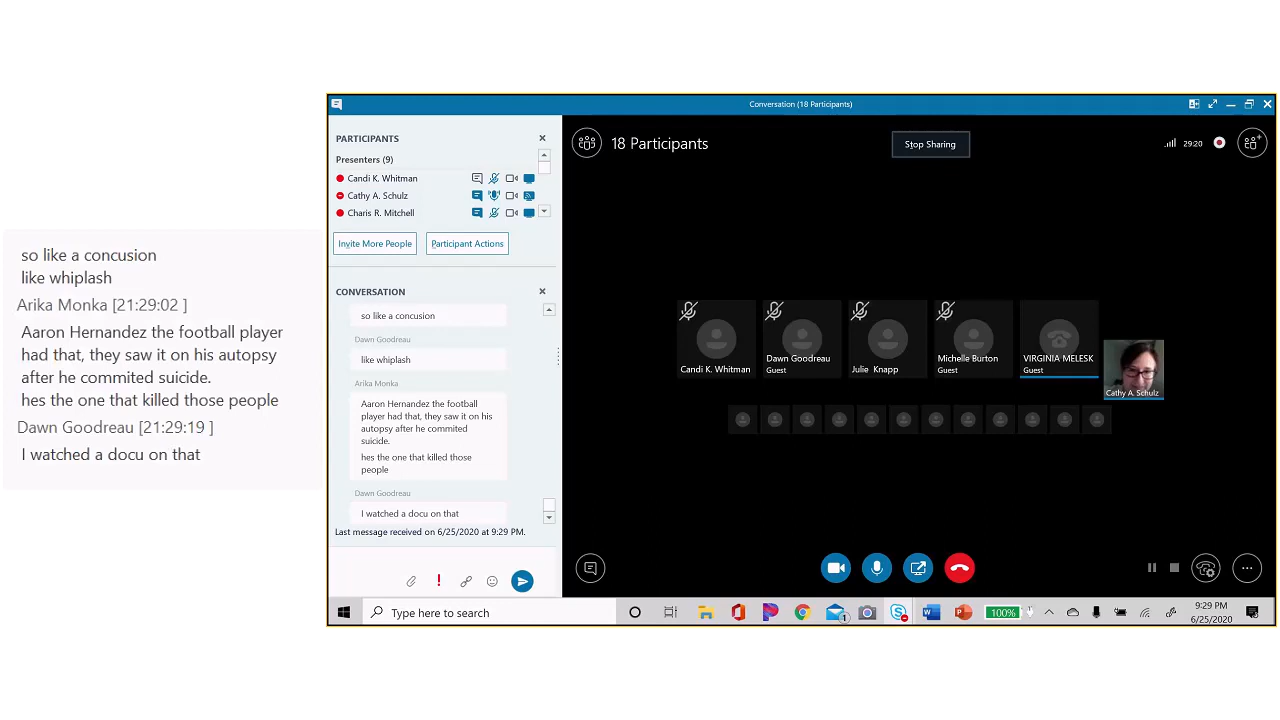 so like a concusion
like whiplash
Arika Monka [21:29:02 ]
Aaron Hernandez the football player
had that, they saw it on his autopsy
after he commited suicide.
hes the one that killed those people
Dawn Goodreau [21:29:19 ]
I watched a docu on that
Conversation (18 Participants)
PARTICIPANTS
Presenters (9)
Candi K. Whitman
Cathy A. Schulz
Charis R. Mitchell
Invite More People
Participant Actions
CONVERSATION
so like a concusion
Dawn Goodreau
like whiplash
Arika Monka
Aaron Hernandez the football
player had that, they saw it on his
autopsy after he commited
suicide.
hes the one that killed those
people
Dawn Goodreau
I watched a docu on that
Last message received on 6/25/2020 at 9:29 PM.
18 Participants
Stop Sharing
29:20
Candi K. Whitman
Dawn Goodreau
Guest
Julie Knapp
Michelle Burton
Guest
VIRGINIA MELESK
Guest
Cathy A. Schulz
Type here to search
1
100%
9:29 PM
6/25/2020